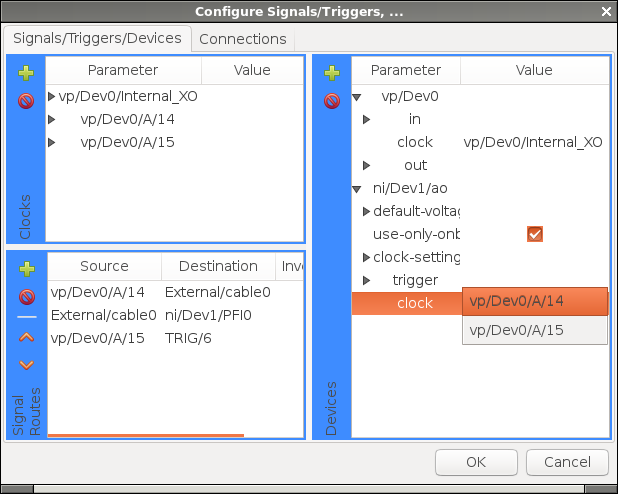 Configure Signals/Triggers, ...
Signals/Triggers/Devices
Connections
Parameter Value
vp/Dev0/Internal_XO
vp/Dev0/A/14
vp/Dev0/A/15
Clocks
Source Destination Inve
vp/Dev0/A/14 External/cable0
External/cable0 ni/Dev1/PFI0
vp/Dev0/A/15 TRIG/6
Signal
Routes
Parameter Value
vp/Dev0
in
clock vp/Dev0/Internal_XO
out
ni/Dev1/ao
default-voltag
use-only-onb
clock-setting
trigger
clock vp/Dev0/A/14
vp/Dev0/A/15
Devices
OK Cancel